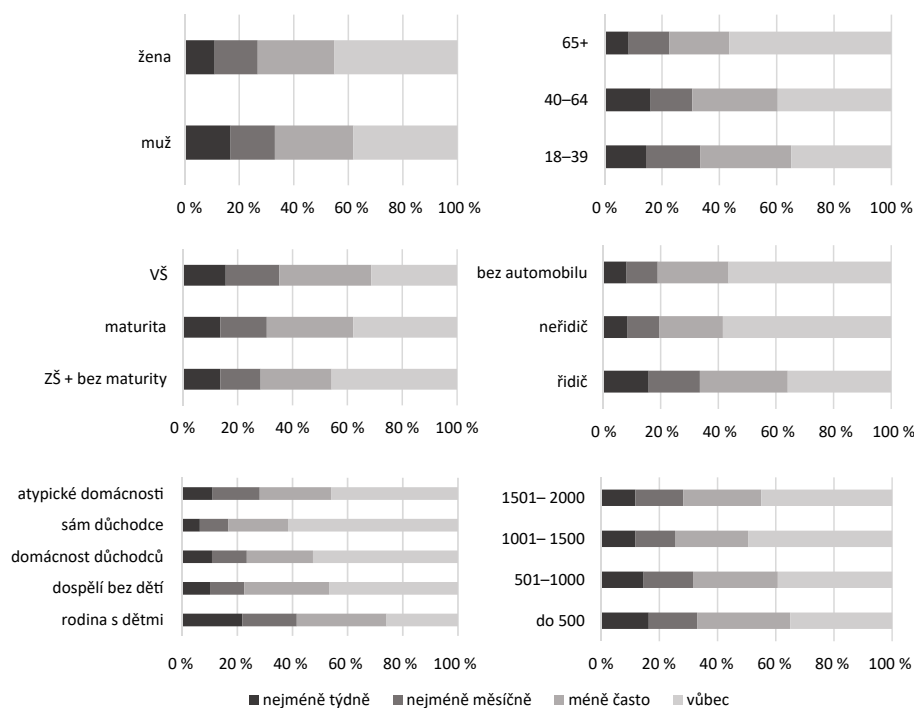 žena
muž
0 % 20 % 40 % 60 % 80 % 100 %
65+
40–64
18–39
0 % 20 % 40 % 60 % 80 % 100 %
VŠ
maturita
ZŠ + bez maturity
0 % 20 % 40 % 60 % 80 % 100 %
bez automobilu
neřidič
řidič
0 % 20 % 40 % 60 % 80 % 100 %
atypické domácnosti
sám důchodce
domácnost důchodců
dospělí bez dětí
rodina s dětmi
0 % 20 % 40 % 60 % 80 % 100 %
1501– 2000
1001– 1500
501–1000
do 500
0 % 20 % 40 % 60 % 80 % 100 %
nejméně týdně nejméně měsíčně méně často vůbec